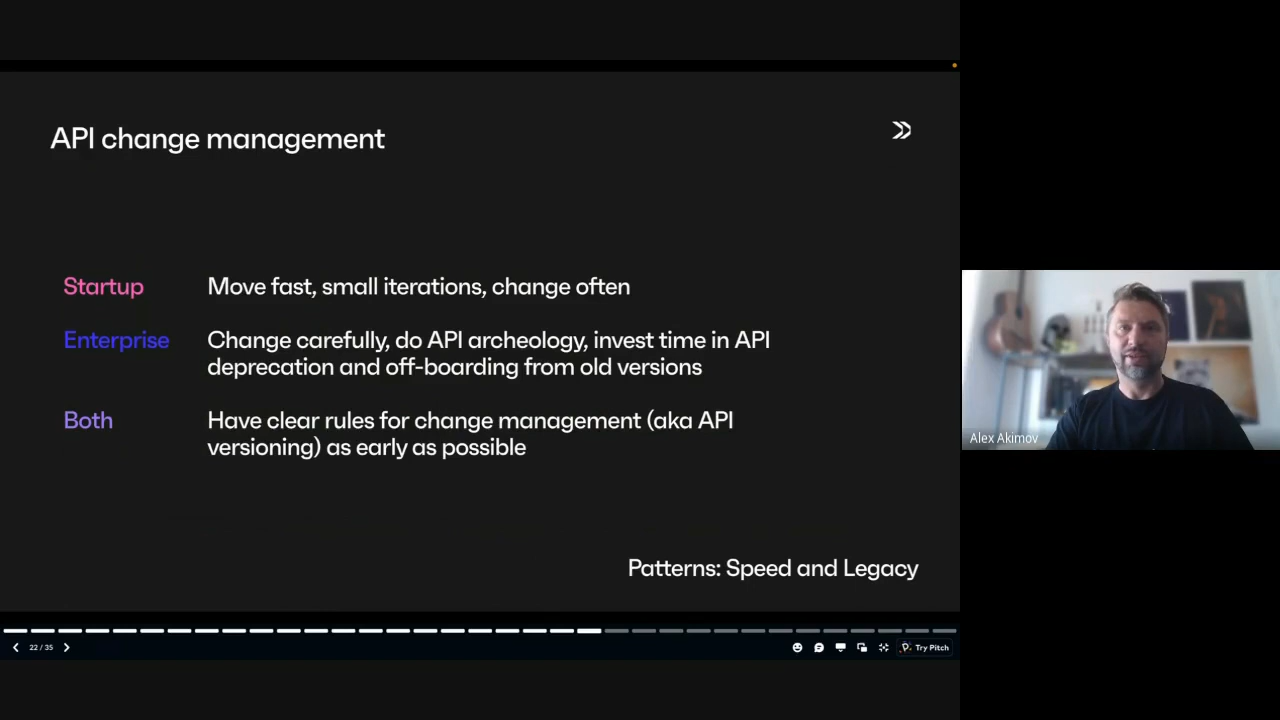 API change management
Startup
Move fast, small iterations, change often
Enterprise
Change carefully, do API archeology, invest time in API
deprecation and off-boarding from old versions
Both
Have clear rules for change management (aka API
versioning) as early as possible
Patterns: Speed and Legacy
22 / 35
Try Pitch
Alex Akimov